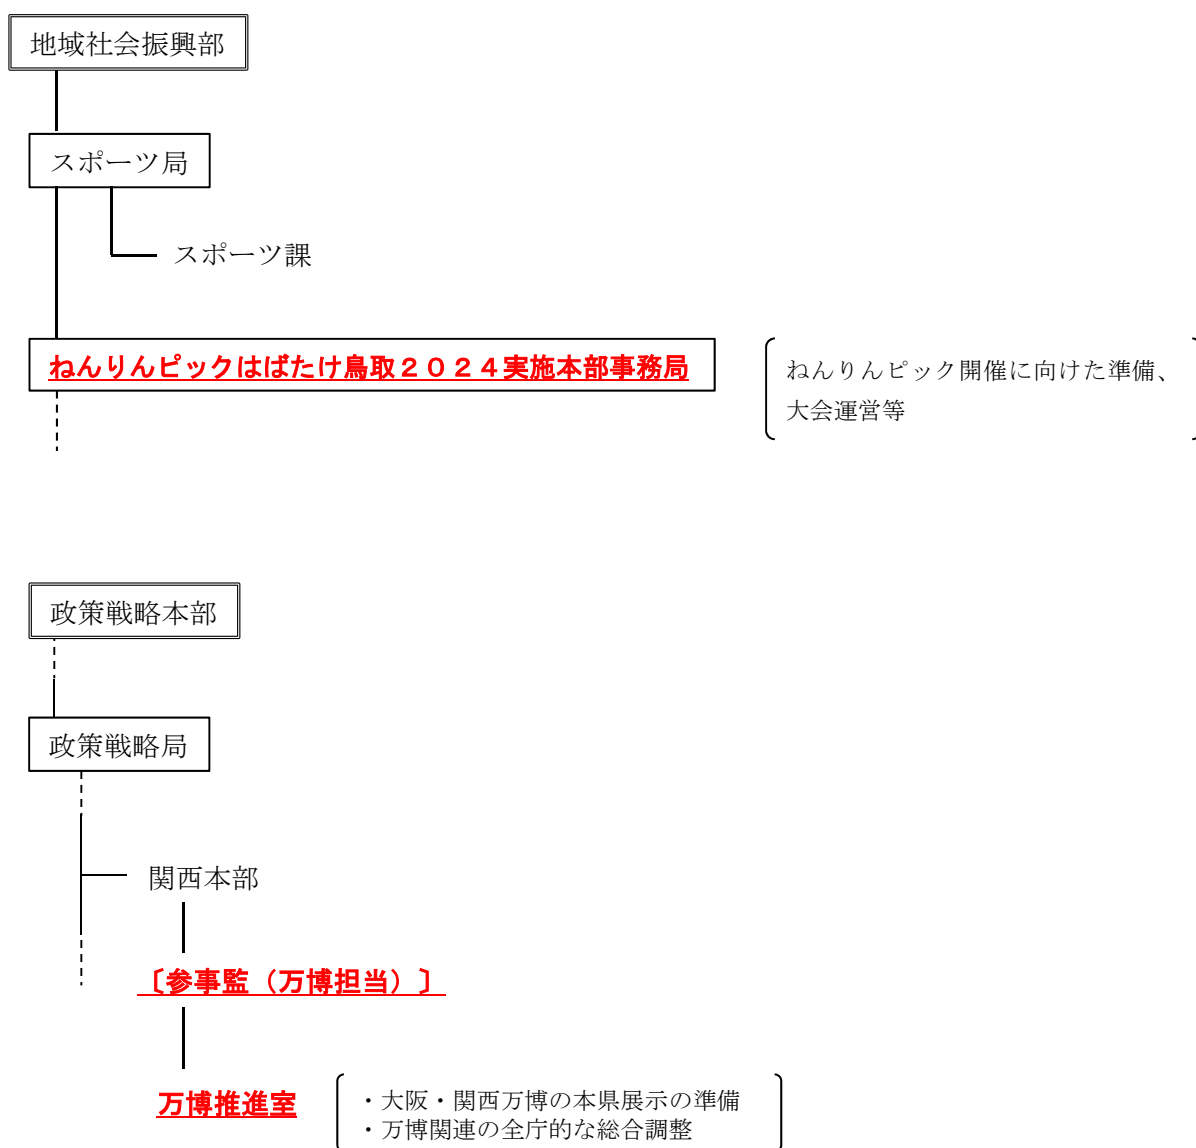 地域社会振興部
スポーツ局
スポーツ課
ねんりんピックはばたけ鳥取２０２４実施本部事務局
ねんりんピック開催に向けた準備、
大会運営等
政策戦略本部
政策戦略局
関西本部
〔参事監（万博担当）〕
万博推進室
・大阪・関西万博の本県展示の準備
・万博関連の全庁的な総合調整